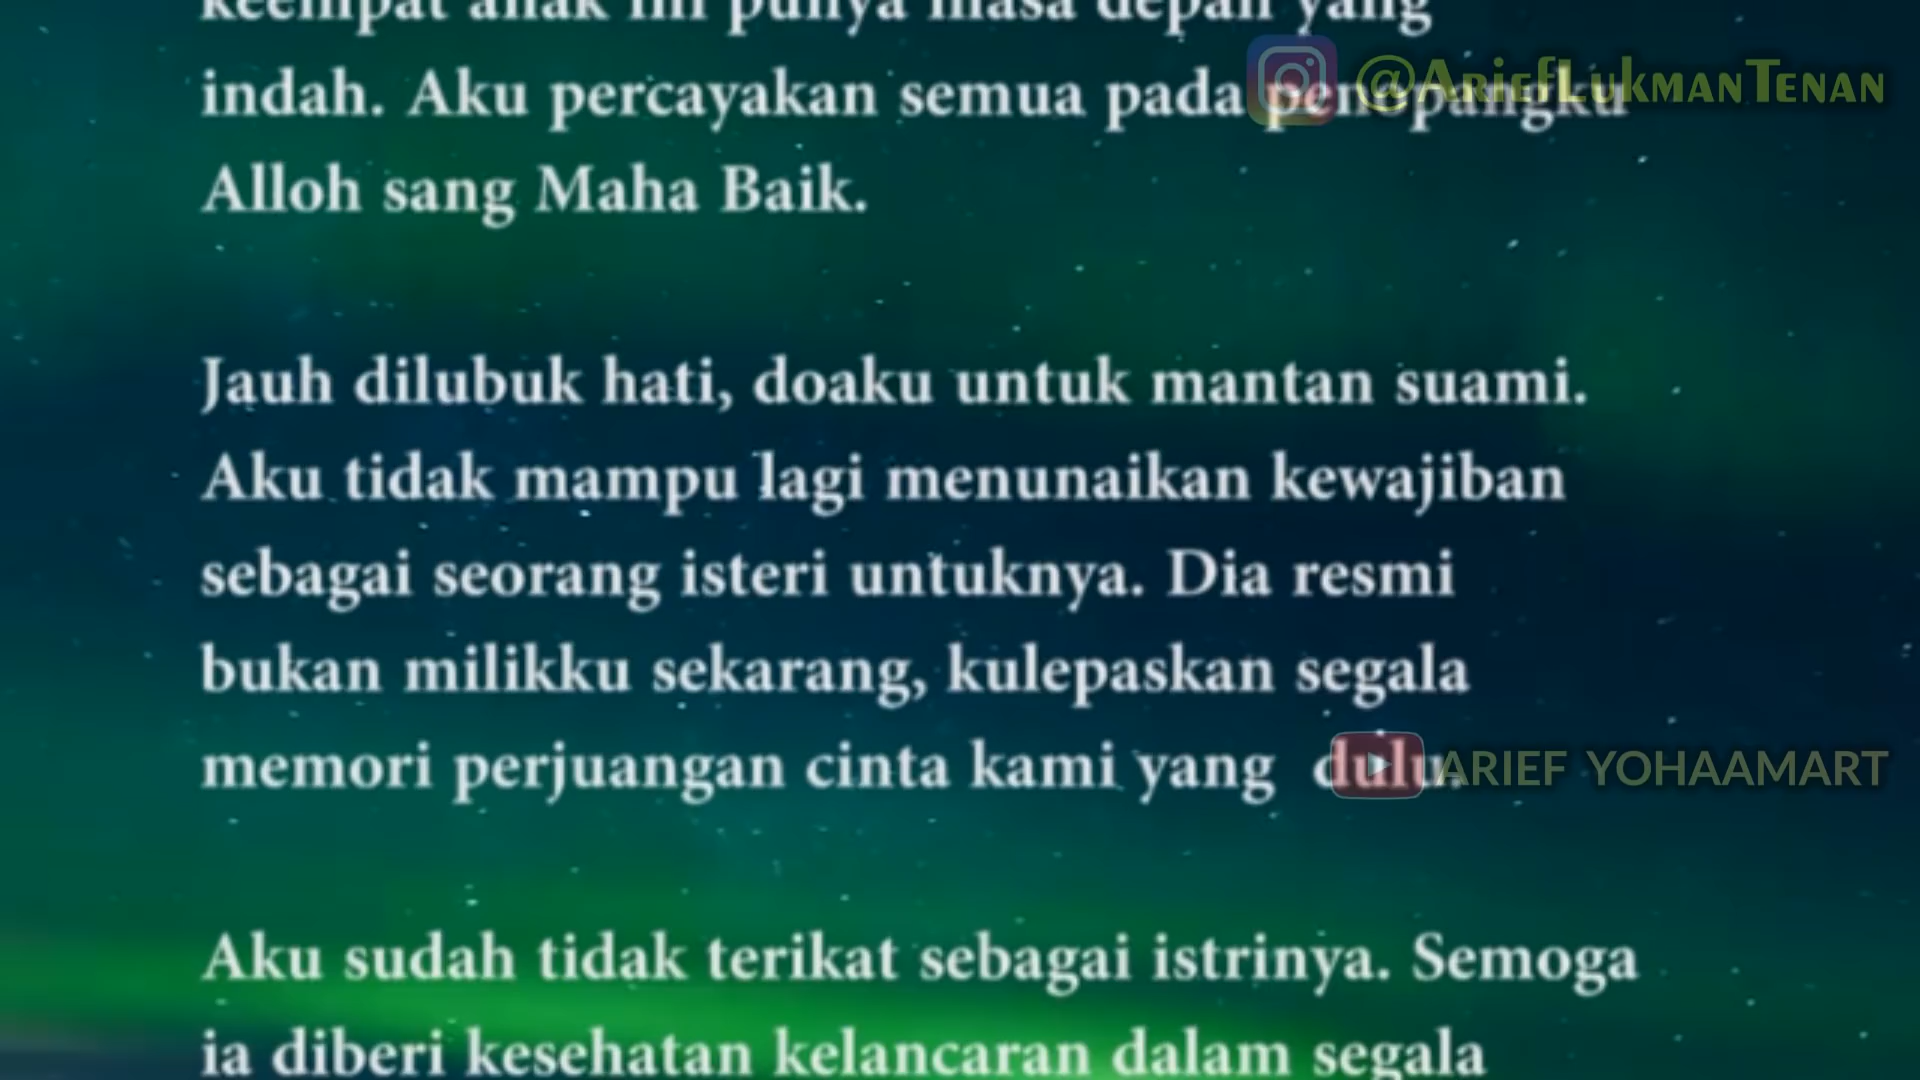 keempat anak ini punya masa depan yang
indah. Aku percayakan semua pada penopangku
@AriefLukmanTenan
Alloh sang Maha Baik.
Jauh dilubuk hati, doaku untuk mantan suami.
Aku tidak mampu lagi menunaikan kewajiban
sebagai seorang isteri untuknya. Dia resmi
bukan milikku sekarang, kulepaskan segala
memori perjuangan cinta kami yang dulu.
ARIEF YOHAAMART
Aku sudah tidak terikat sebagai istrinya. Semoga
ia diberi kesehatan kelancaran dalam segala